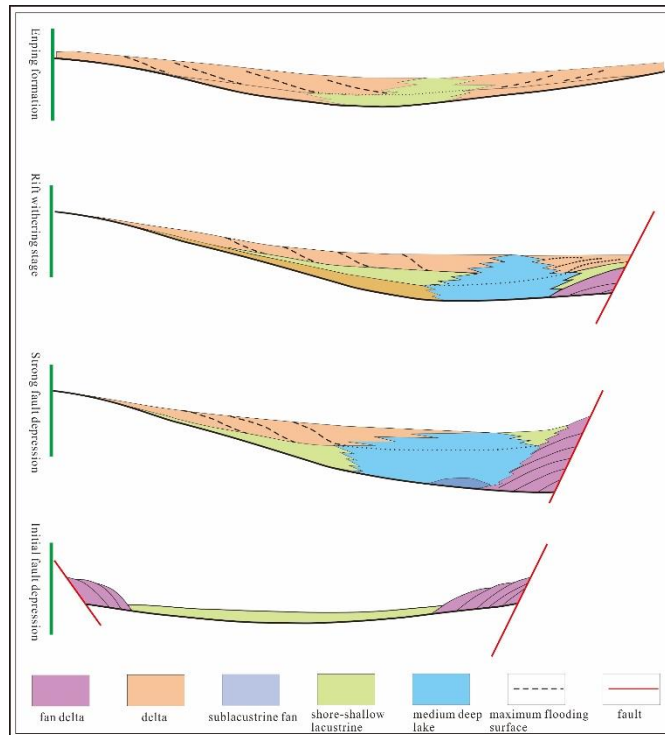 Enping formation
Rift withering stage
Strong fault depression
Initial fault depression
fan delta
delta
sublacustrine fan
shore-shallow
lacustrine
medium deep
lake
maximum flooding
surface
fault